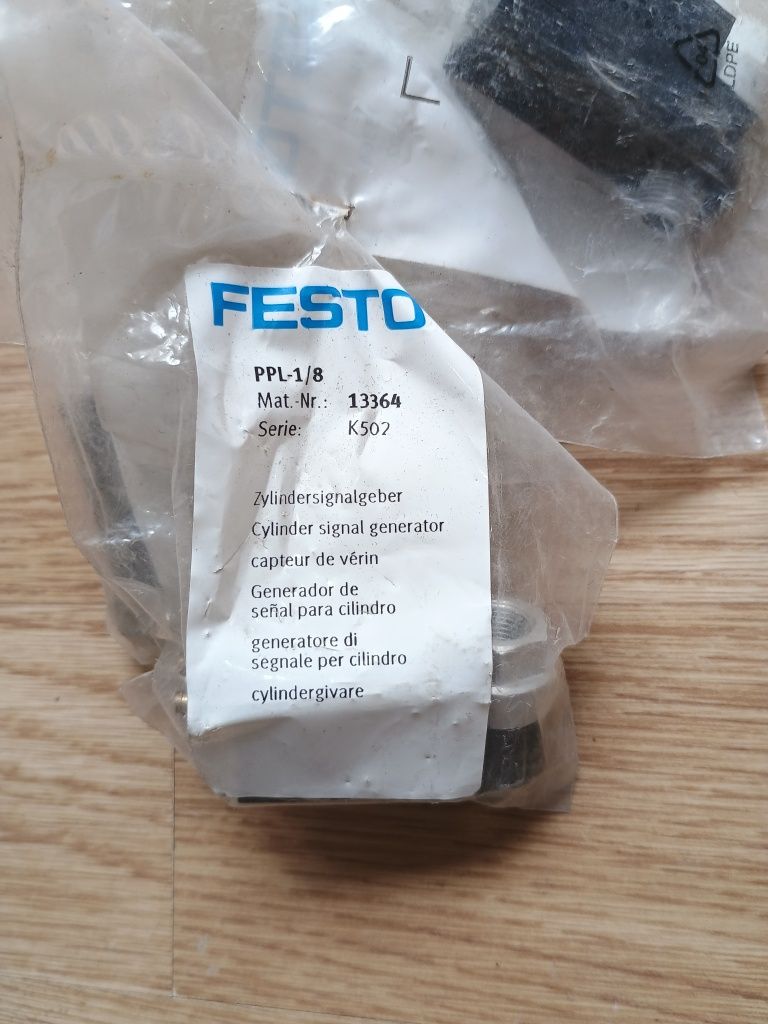 LDPE
FESTO
PPL-1/8
Mat.-Nr.: 13364
Serie: K502
Zylindersignalgeber
Cylinder signal generator
capteur de vérin
Generador de
señal para cilindro
generatore di
segnale per cilindro
cylindergivare